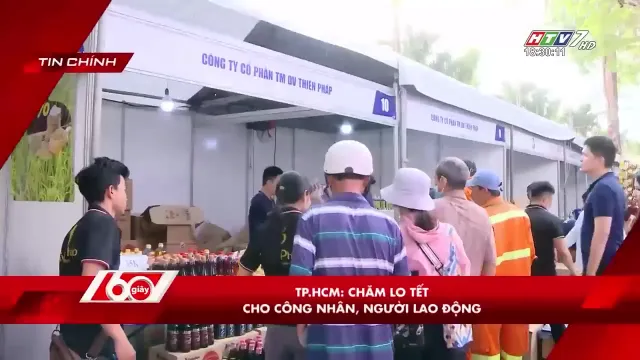 TIN CHÍNH
HTV7 HD
18:30:11
CÔNG TY CỔ PHẦN TM DV THIÊN PHÁP
10
60 giây
TP.HCM: CHĂM LO TẾT
CHO CÔNG NHÂN, NGƯỜI LAO ĐỘNG